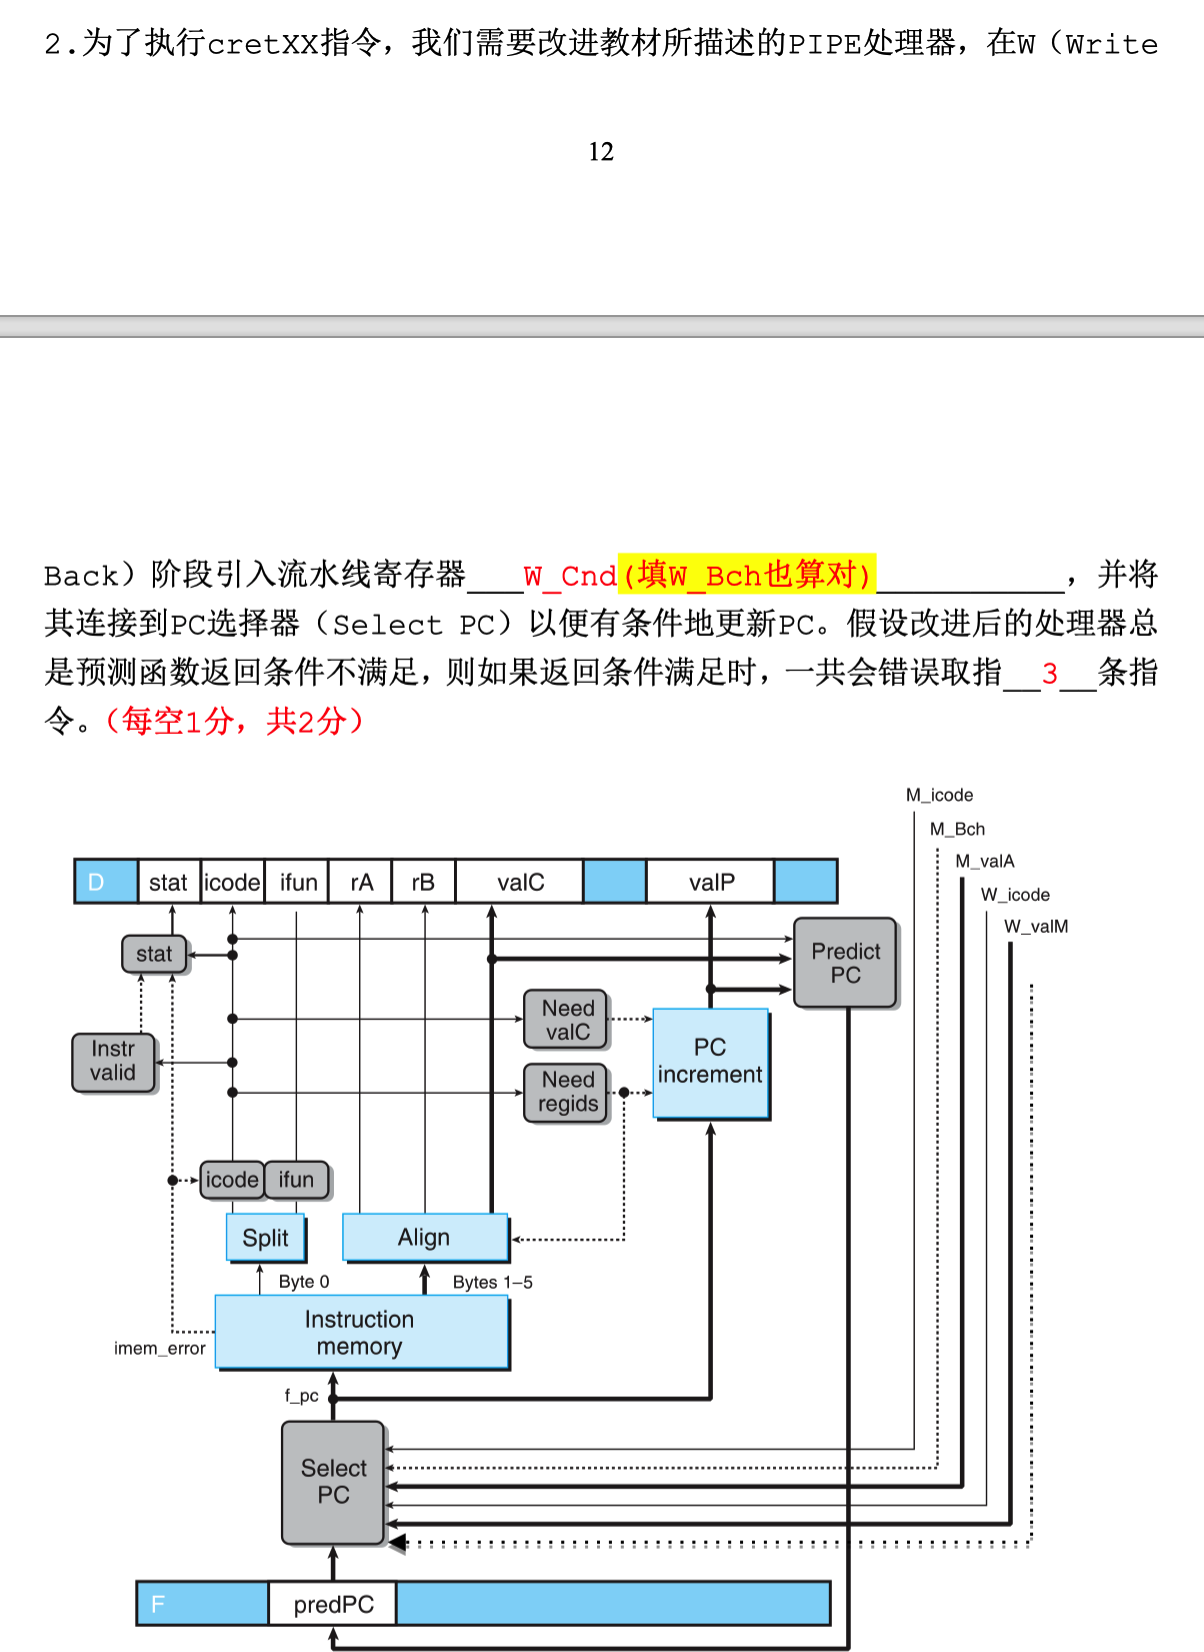 2.为了执行cretXX指令，我们需要改进教材所描述的PIPE处理器，在W（Write
12
Back）阶段引入流水线寄存器___W_Cnd(填W_Bch也算对)__________，并将
其连接到PC选择器（Select PC）以便有条件地更新PC。假设改进后的处理器总
是预测函数返回条件不满足，则如果返回条件满足时，一共会错误取指__3__条指
令。（每空1分，共2分）
M_icode
M_Bch
M_valA
W_icode
W_valM
D stat icode ifun rA rB valC valP
stat
Predict
PC
Need
valC
Instr
valid
PC
increment
Need
regids
icode ifun
Split
Align
Byte 0
Bytes 1–5
Instruction
memory
imem_error
f_pc
Select
PC
F predPC